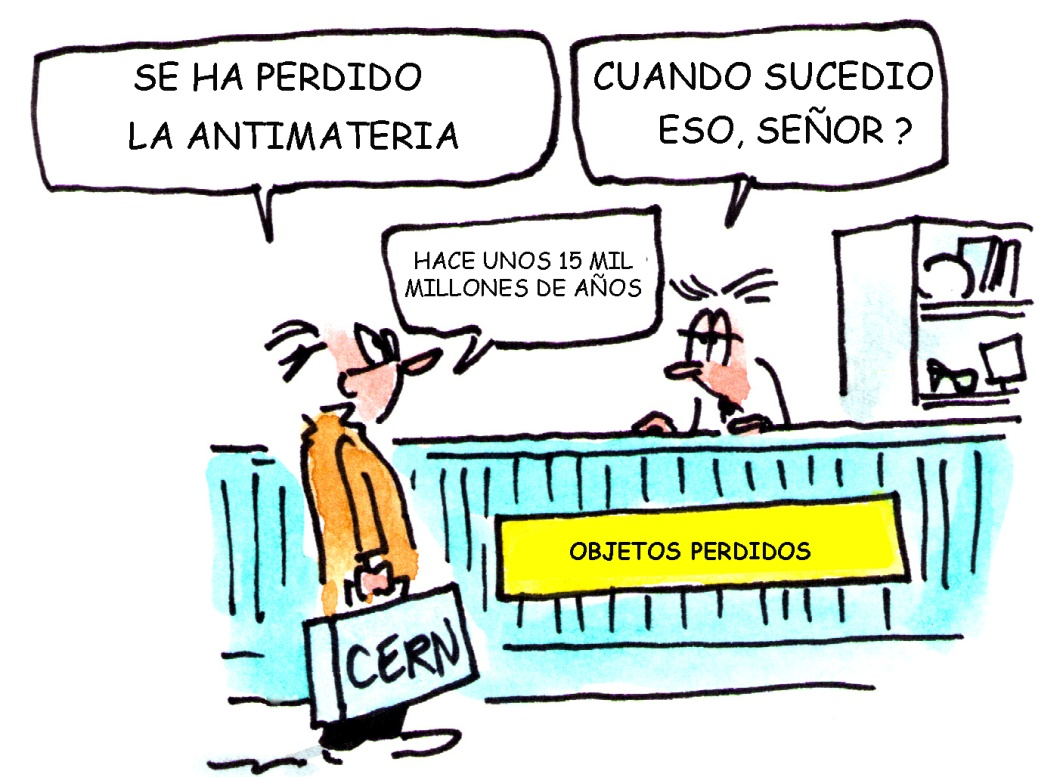 SE HA PERDIDO
LA ANTIMATERIA
CUANDO SUCEDIO
ESO, SEÑOR ?
HACE UNOS 15 MIL
MILLONES DE AÑOS
OBJETOS PERDIDOS
CERN